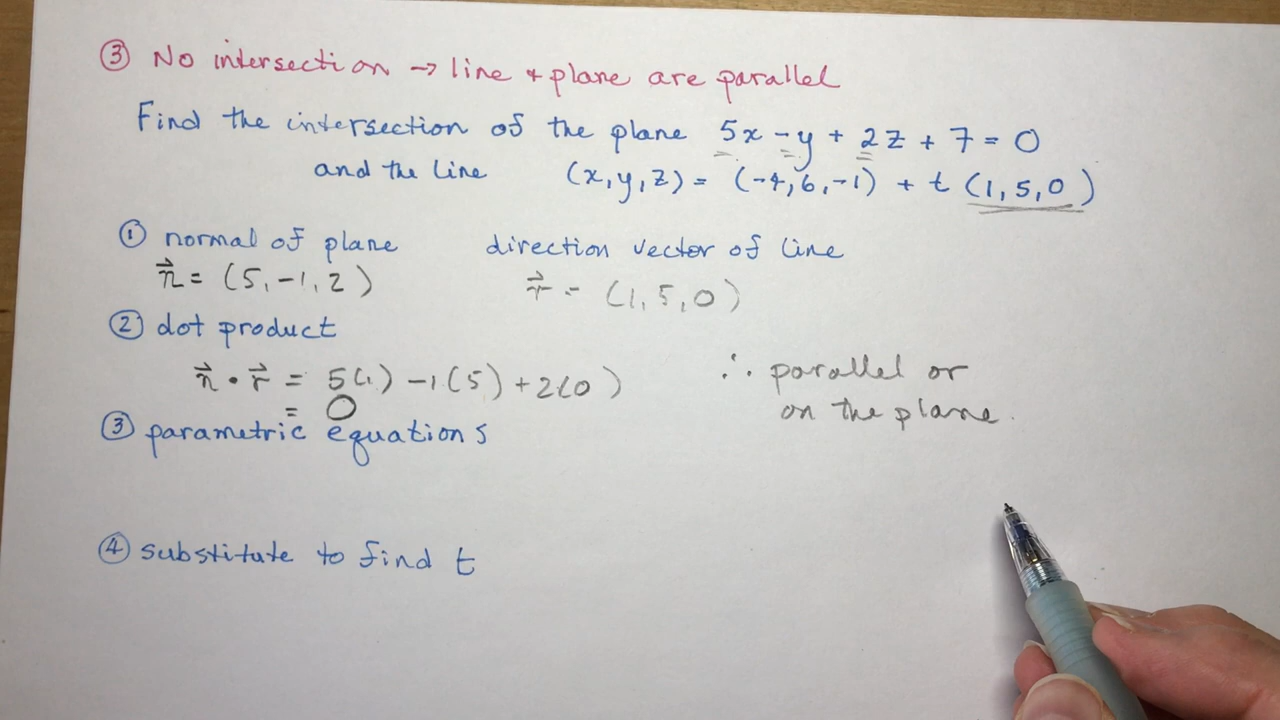 ③ No intersection → line & plane are parallel
Find the intersection of the plane 5x - y + 2z + 7 = 0
and the line (x,y,z) = (-4,6,-1) + t (1,5,0)
① normal of plane direction vector of line
n⃗ = (5,-1,2) r⃗ = (1,5,0)
② dot product
n⃗ • r⃗ = 5(1) -1(5) + 2(0) ∴ parallel or
= 0 on the plane.
③ parametric equations
④ substitute to find t